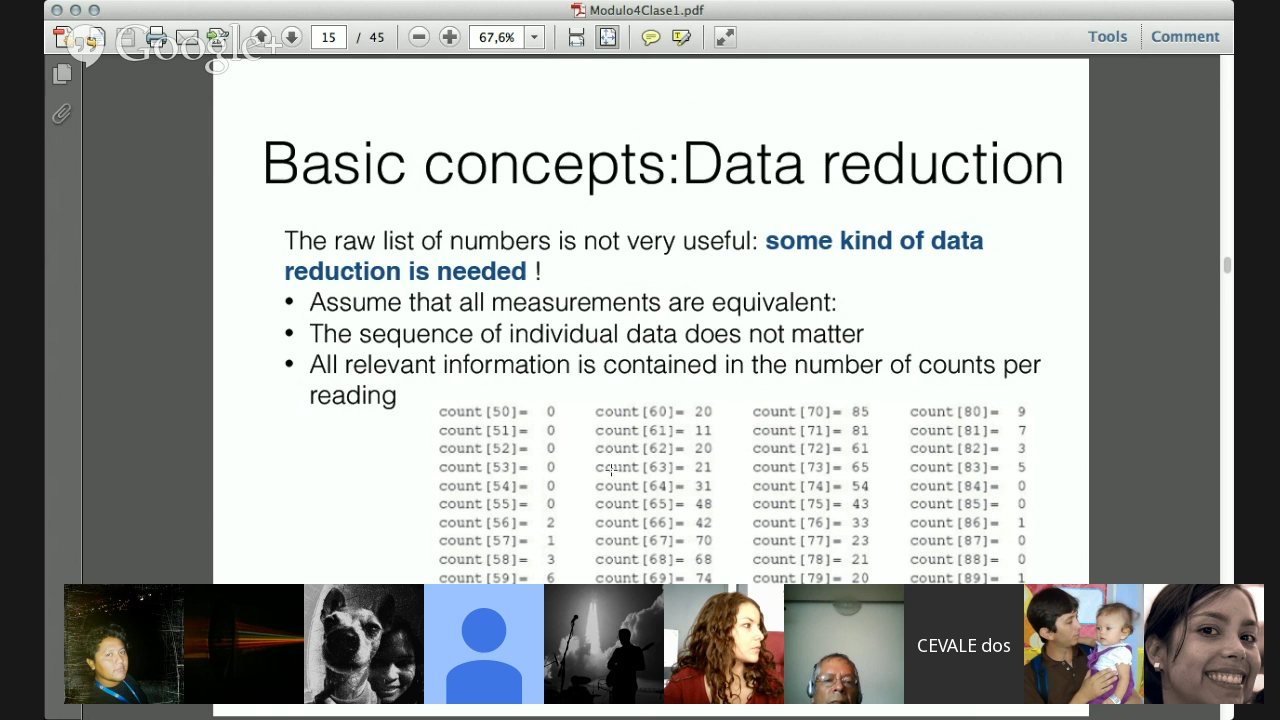 Modulo4Clase1.pdf
15 / 45 67,6% Tools Comment
Google+
Basic concepts:Data reduction
The raw list of numbers is not very useful: some kind of data
reduction is needed !
• Assume that all measurements are equivalent:
• The sequence of individual data does not matter
• All relevant information is contained in the number of counts per
reading
count[50]= 0 count[60]= 20 count[70]= 85 count[80]= 9
count[51]= 0 count[61]= 11 count[71]= 81 count[81]= 7
count[52]= 0 count[62]= 20 count[72]= 61 count[82]= 3
count[53]= 0 count[63]= 21 count[73]= 65 count[83]= 5
count[54]= 0 count[64]= 31 count[74]= 54 count[84]= 0
count[55]= 0 count[65]= 48 count[75]= 43 count[85]= 0
count[56]= 2 count[66]= 42 count[76]= 33 count[86]= 1
count[57]= 1 count[67]= 70 count[77]= 23 count[87]= 0
count[58]= 3 count[68]= 68 count[78]= 21 count[88]= 0
count[59]= 6 count[69]= 74 count[79]= 20 count[89]= 1
CEVALE dos